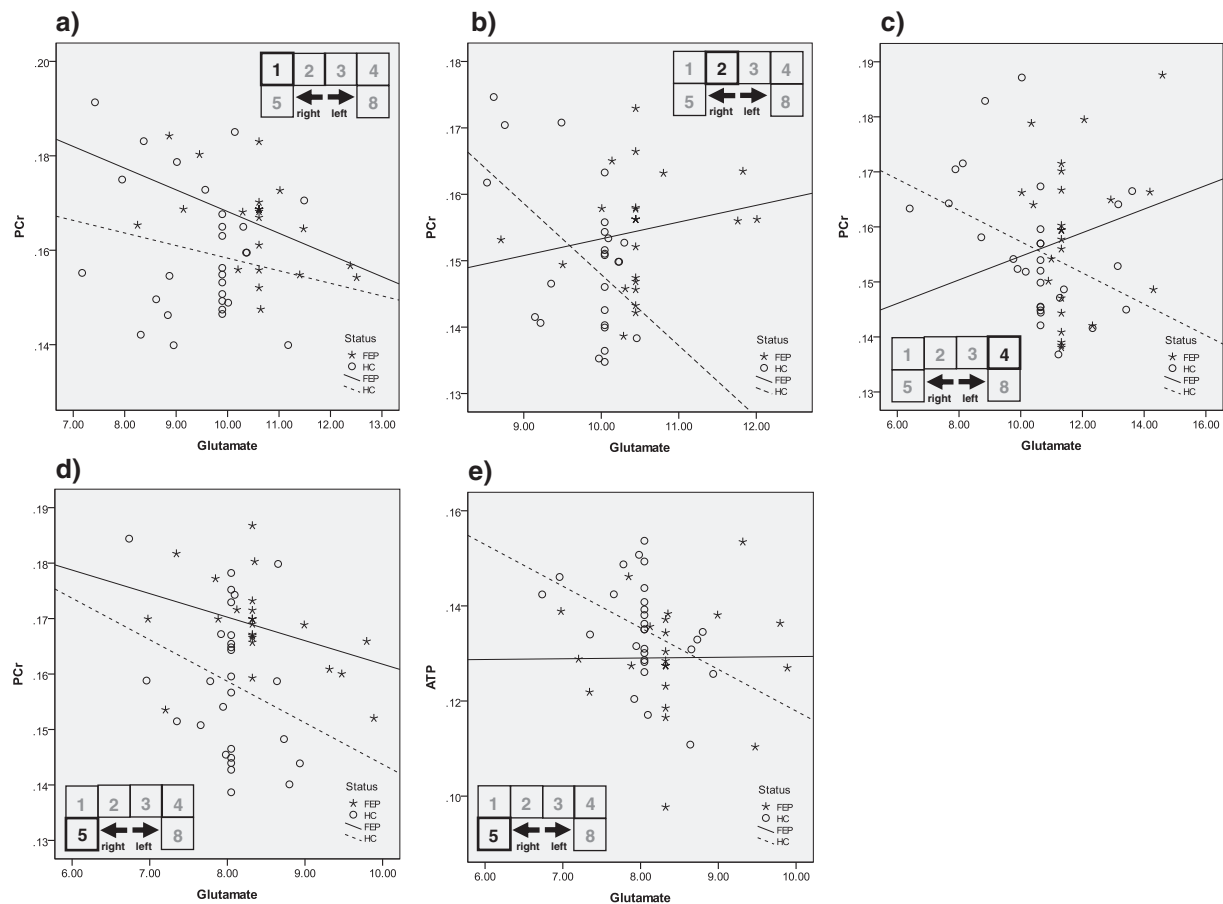 a)
.20
.18
.16
.14
PCr
7.00 8.00 9.00 10.00 11.00 12.00 13.00
Glutamate
1 2 3 4
5 8
right left
Status
FEP
HC
FEP
HC
b)
.18
.17
.16
.15
.14
.13
PCr
9.00 10.00 11.00 12.00
Glutamate
1 2 3 4
5 8
right left
Status
FEP
HC
FEP
HC
c)
.19
.18
.17
.16
.15
.14
.13
PCr
6.00 8.00 10.00 12.00 14.00 16.00
Glutamate
1 2 3 4
5 8
right left
Status
FEP
HC
FEP
HC
d)
.19
.18
.17
.16
.15
.14
.13
PCr
6.00 7.00 8.00 9.00 10.00
Glutamate
1 2 3 4
5 8
right left
Status
FEP
HC
FEP
HC
e)
.16
.14
.12
.10
ATP
6.00 7.00 8.00 9.00 10.00
Glutamate
1 2 3 4
5 8
right left
Status
FEP
HC
FEP
HC